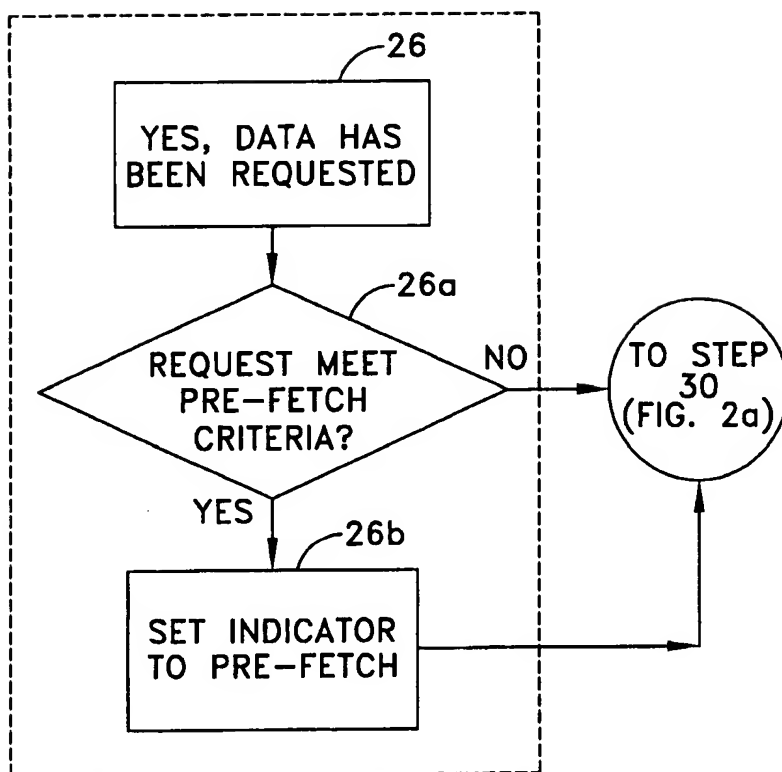 26
YES, DATA HAS
BEEN REQUESTED
26a
REQUEST MEET
PRE-FETCH
CRITERIA?
NO
TO STEP
30
(FIG. 2a)
YES
26b
SET INDICATOR
TO PRE-FETCH